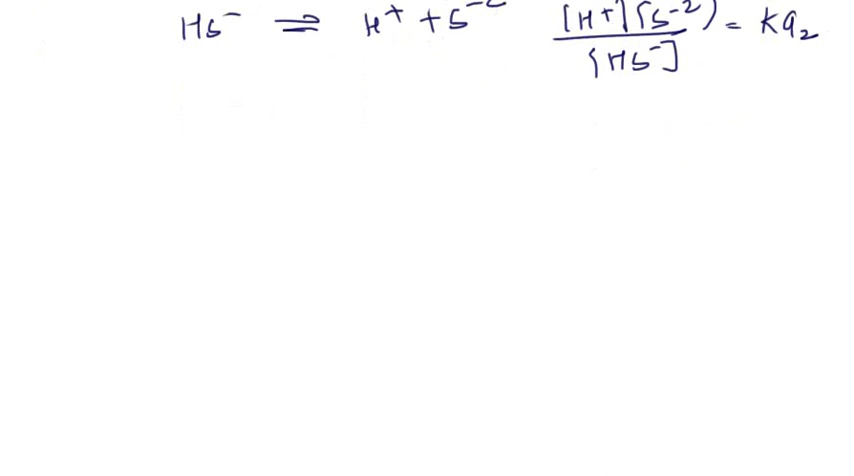 HS⁻ ⇌ H⁺ + S⁻² [H⁺][S⁻²) / {HS⁻] = Ka₂